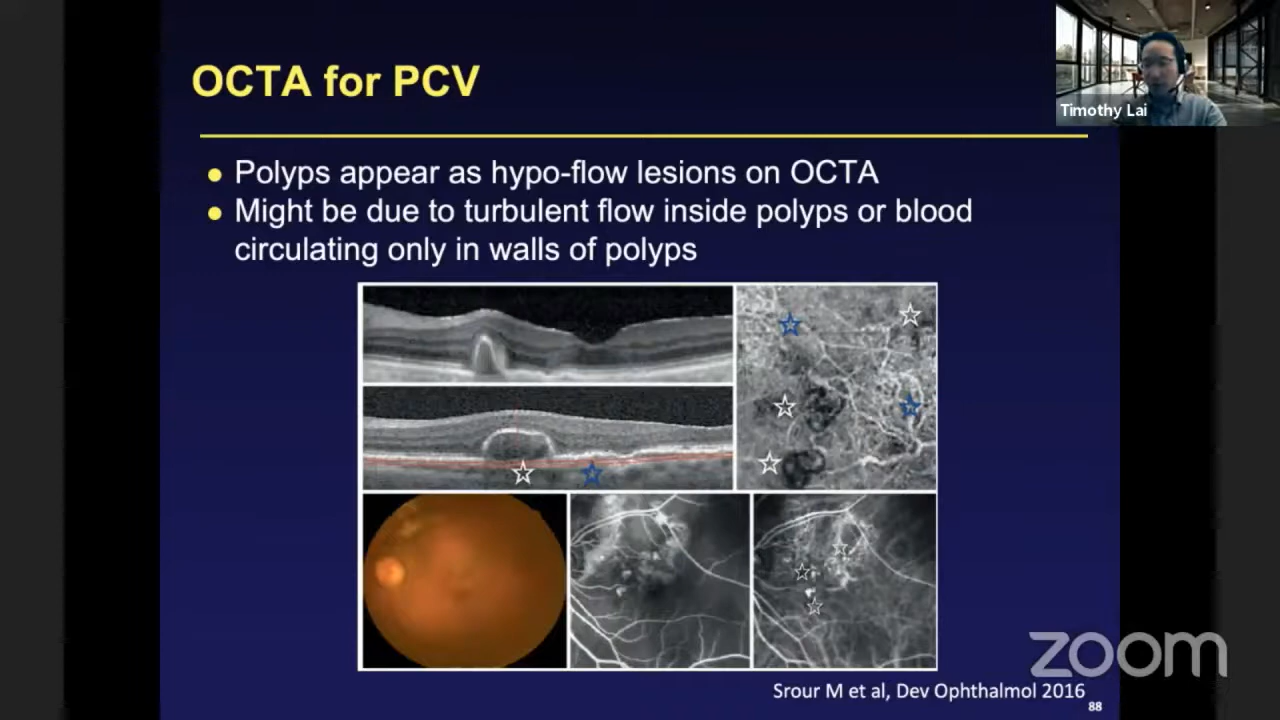 OCTA for PCV
Timothy Lai
Polyps appear as hypo-flow lesions on OCTA
Might be due to turbulent flow inside polyps or blood
circulating only in walls of polyps
zoom
Srour M et al, Dev Ophthalmol 2016
88